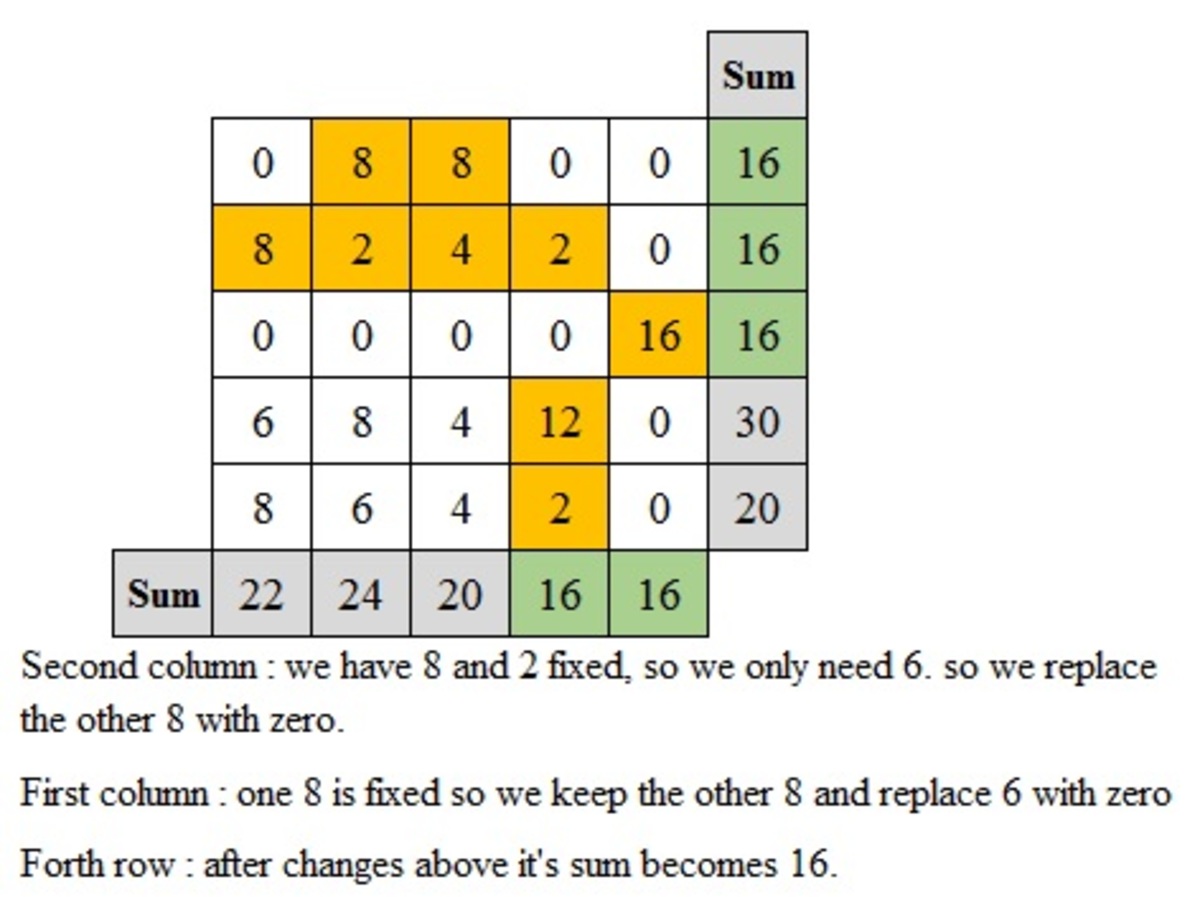 Sum
0 8 8 0 0 16
8 2 4 2 0 16
0 0 0 0 16 16
6 8 4 12 0 30
8 6 4 2 0 20
Sum 22 24 20 16 16
Second column : we have 8 and 2 fixed, so we only need 6. so we replace
the other 8 with zero.
First column : one 8 is fixed so we keep the other 8 and replace 6 with zero
Forth row : after changes above it's sum becomes 16.